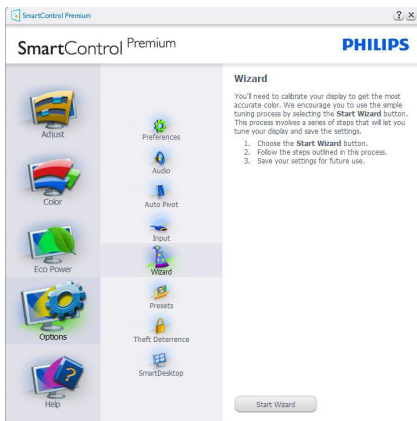 SmartControl Premium
SmartControl Premium
PHILIPS
Adjust
Color
Eco Power
Options
Help
Preferences
Audio
Auto Pivot
Input
Wizard
Presets
Theft Deterrence
SmartDesktop
Wizard
You'll need to calibrate your display to get the most
accurate color. We encourage you to use the simple
tuning process by selecting the Start Wizard button.
This process involves a series of steps that will let you
tune your display and save the settings.
1. Choose the Start Wizard button.
2. Follow the steps outlined in this process.
3. Save your settings for future use.
Start Wizard